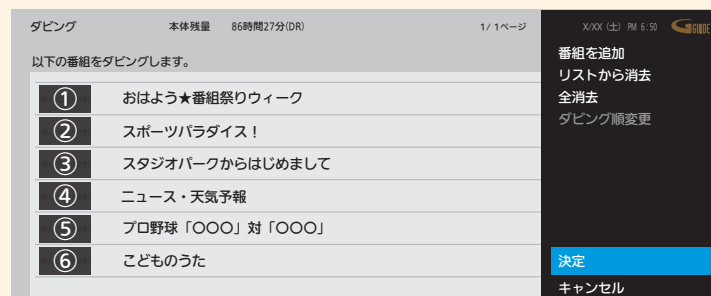 ダビング 本体残量 86時間27分(DR) 1/ 1ページ X/XX (土) PM 6:50 GGUIDE
以下の番組をダビングします。
① おはよう★番組祭りウィーク
② スポーツパラダイス！
③ スタジオパークからはじめまして
④ ニュース・天気予報
⑤ プロ野球「○○○」対「○○○」
⑥ こどものうた
番組を追加
リストから消去
全消去
ダビング順変更
決定
キャンセル